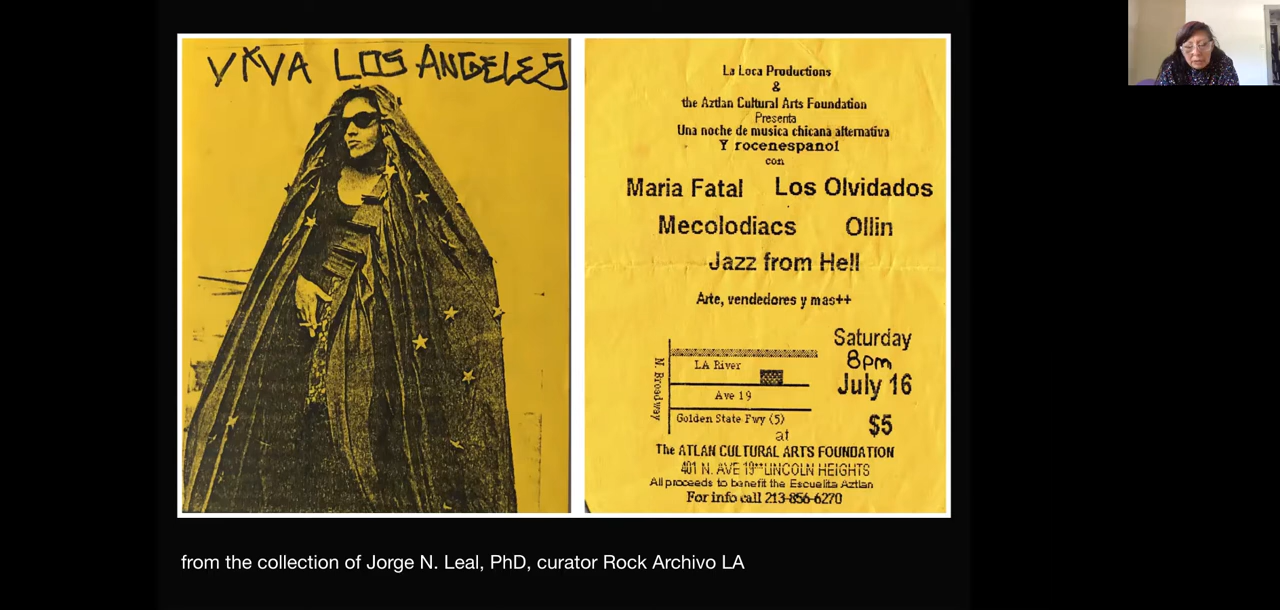 VIVA LOS ANGELES
La Loca Productions
&
the Aztlan Cultural Arts Foundation
Presenta
Una noche de musica chicana alternativa
Y rocenespanol
con
Maria Fatal Los Olvidados
Mecolodiacs Ollin
Jazz from Hell
Arte, vendedores y mas++
Saturday
8pm
July 16
$5
N. Broadway
LA River
Ave 19
Golden State Fwy (5)
at
The ATLAN CULTURAL ARTS FOUNDATION
401 N. AVE 19**LINCOLN HEIGHTS
All proceeds to benefit the Escuelita Aztlan
For info call 213-856-6270
from the collection of Jorge N. Leal, PhD, curator Rock Archivo LA